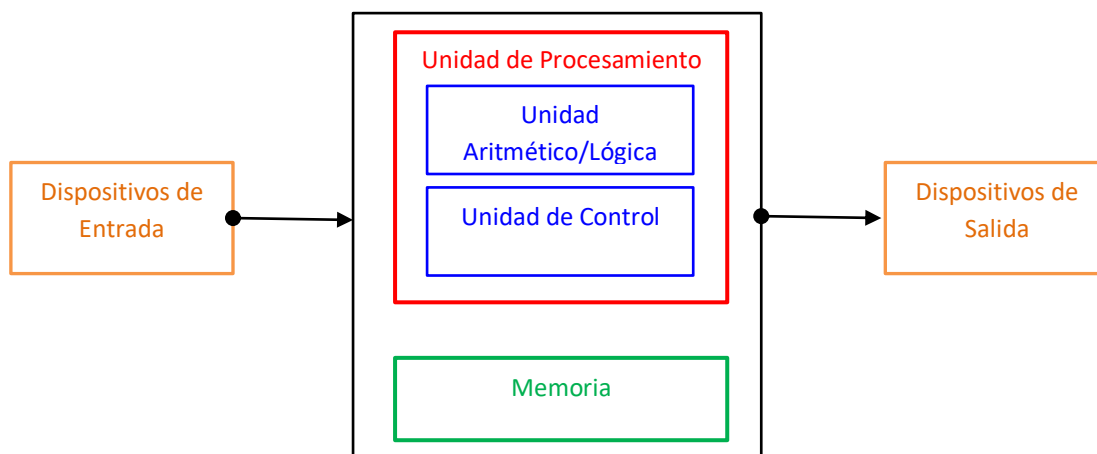 Unidad de Procesamiento
Unidad
Aritmético/Lógica
Dispositivos de
Entrada
Unidad de Control
Dispositivos de
Salida
Memoria